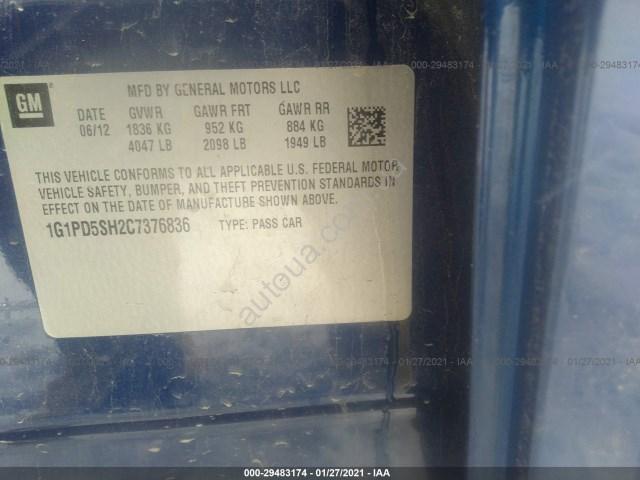 000-29483174 - 01/27/2021 - IAA
GM
MFD BY GENERAL MOTORS LLC
DATE GVWR GAWR FRT GAWR RR
06/12 1836 KG 952 KG 884 KG
4047 LB 2098 LB 1949 LB
THIS VEHICLE CONFORMS TO ALL APPLICABLE U.S. FEDERAL MOTOR
VEHICLE SAFETY, BUMPER, AND THEFT PREVENTION STANDARDS IN
EFFECT ON THE DATE OF MANUFACTURE SHOWN ABOVE.
1G1PD5SH2C7376836 TYPE: PASS CAR
autoua.com
000-29483174 - 01/27/2021 - IAA